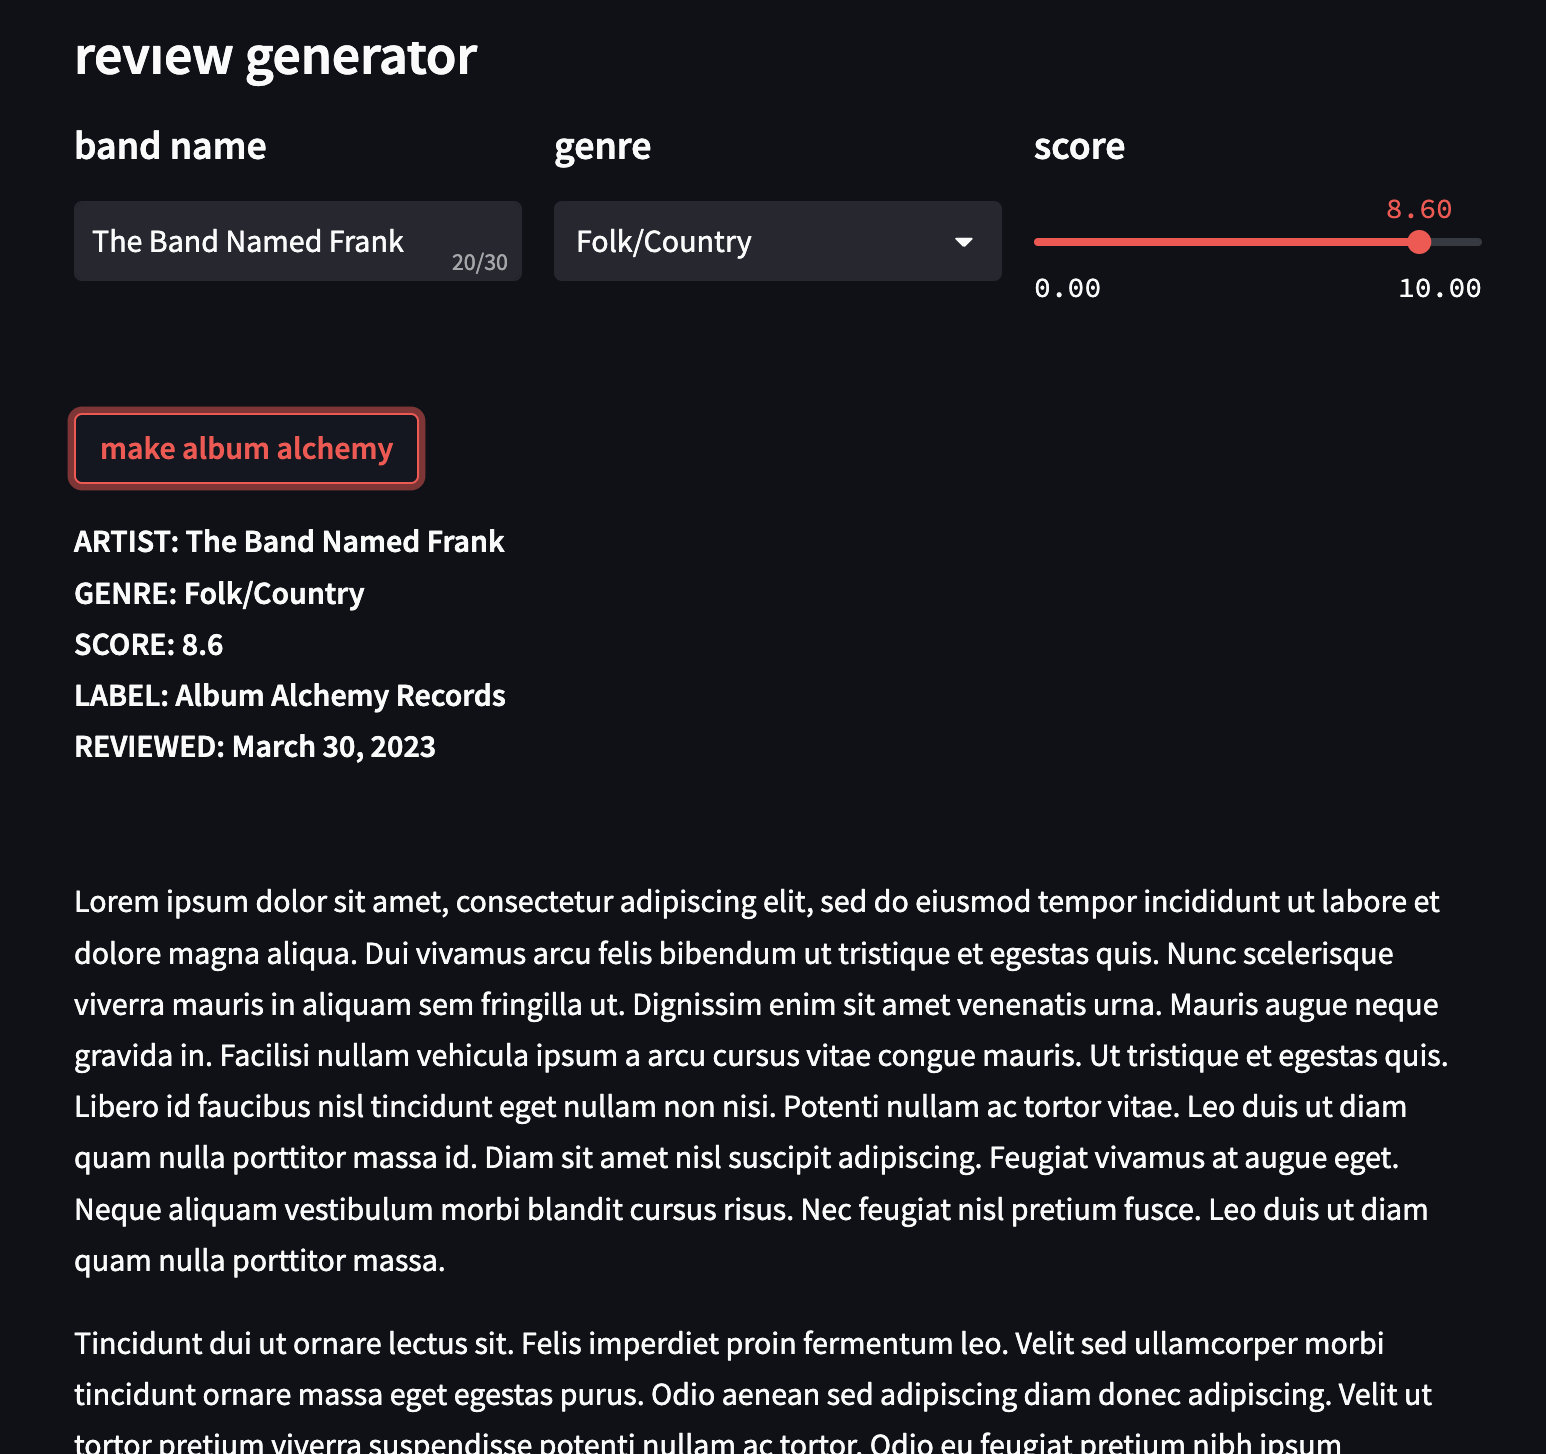 review generator
band name
genre
score
The Band Named Frank
20/30
Folk/Country
8.60
0.00
10.00
make album alchemy
ARTIST: The Band Named Frank
GENRE: Folk/Country
SCORE: 8.6
LABEL: Album Alchemy Records
REVIEWED: March 30, 2023
Lorem ipsum dolor sit amet, consectetur adipiscing elit, sed do eiusmod tempor incididunt ut labore et
dolore magna aliqua. Dui vivamus arcu felis bibendum ut tristique et egestas quis. Nunc scelerisque
viverra mauris in aliquam sem fringilla ut. Dignissim enim sit amet venenatis urna. Mauris augue neque
gravida in. Facilisi nullam vehicula ipsum a arcu cursus vitae congue mauris. Ut tristique et egestas quis.
Libero id faucibus nisl tincidunt eget nullam non nisi. Potenti nullam ac tortor vitae. Leo duis ut diam
quam nulla porttitor massa id. Diam sit amet nisl suscipit adipiscing. Feugiat vivamus at augue eget.
Neque aliquam vestibulum morbi blandit cursus risus. Nec feugiat nisl pretium fusce. Leo duis ut diam
quam nulla porttitor massa.
Tincidunt dui ut ornare lectus sit. Felis imperdiet proin fermentum leo. Velit sed ullamcorper morbi
tincidunt ornare massa eget egestas purus. Odio aenean sed adipiscing diam donec adipiscing. Velit ut
tortor pretium viverra suspendisse potenti nullam ac tortor. Odio eu feugiat pretium nibh ipsum